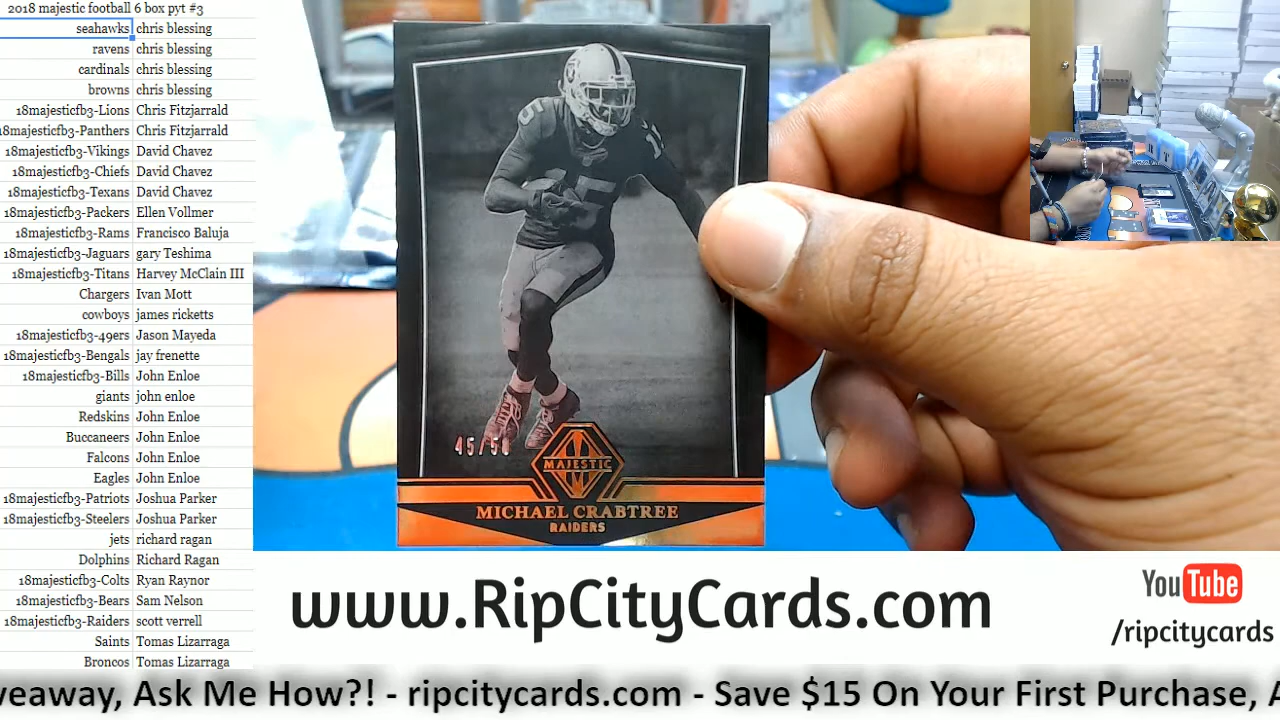 2018 majestic football 6 box pyt #3
seahawks chris blessing
ravens chris blessing
cardinals chris blessing
browns chris blessing
18majesticfb3-Lions Chris Fitzjarrald
18majesticfb3-Panthers Chris Fitzjarrald
18majesticfb3-Vikings David Chavez
18majesticfb3-Chiefs David Chavez
18majesticfb3-Texans David Chavez
18majesticfb3-Packers Ellen Vollmer
18majesticfb3-Rams Francisco Baluja
18majesticfb3-Jaguars gary Teshima
18majesticfb3-Titans Harvey McClain III
Chargers Ivan Mott
cowboys james ricketts
18majesticfb3-49ers Jason Mayeda
18majesticfb3-Bengals jay frenette
18majesticfb3-Bills John Enloe
giants john enloe
Redskins John Enloe
Buccaneers John Enloe
Falcons John Enloe
Eagles John Enloe
18majesticfb3-Patriots Joshua Parker
18majesticfb3-Steelers Joshua Parker
jets richard ragan
Dolphins Richard Ragan
18majesticfb3-Colts Ryan Raynor
18majesticfb3-Bears Sam Nelson
18majesticfb3-Raiders scott verrell
Saints Tomas Lizarraga
Broncos Tomas Lizarraga
15
15
45/50
MAJESTIC
MICHAEL CRABTREE
RAIDERS
www.RipCityCards.com
YouTube
/ripcitycards
veaway, Ask Me How?! - ripcitycards.com - Save $15 On Your First Purchase, A